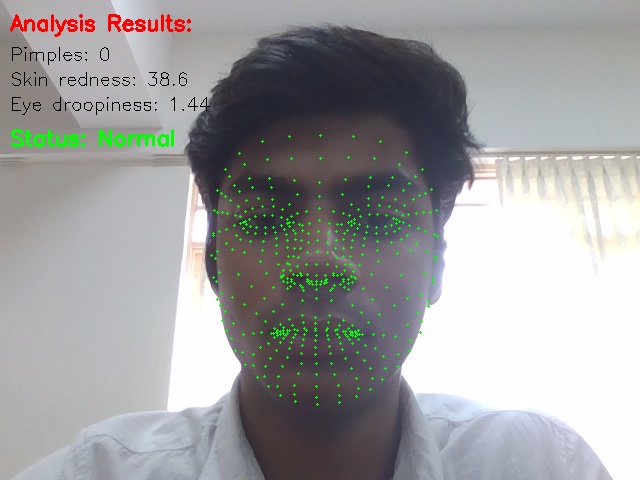 Analysis Results:
Pimples: 0
Skin redness: 38.6
Eye droopiness: 1.44
Status: Normal